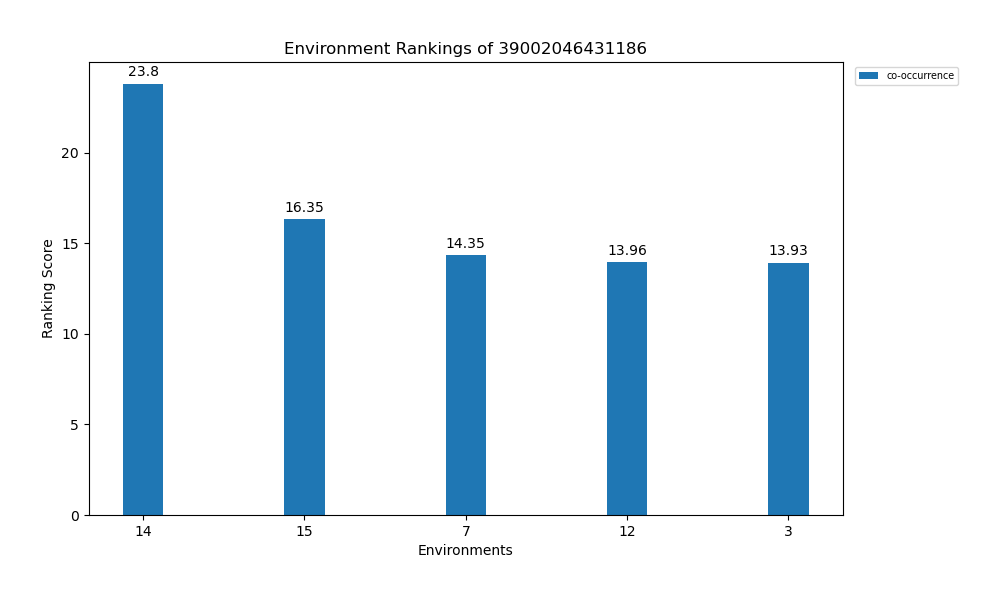 Environment Rankings of 39002046431186
co-occurrence
23.8
16.35
14.35
13.96
13.93
20
15
10
5
0
Ranking Score
14 15 7 12 3
Environments